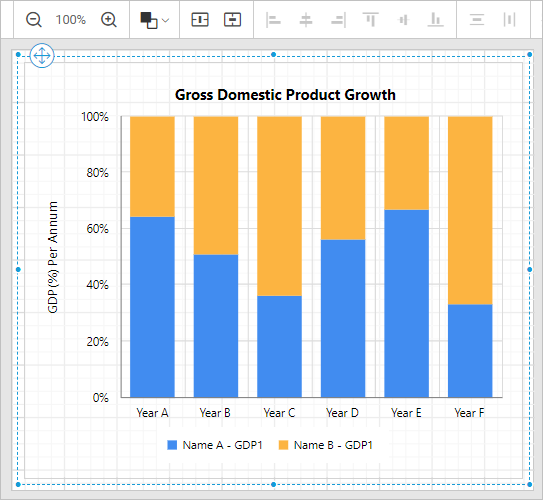 100%
Gross Domestic Product Growth
100%
80%
60%
40%
20%
0%
GDP (%) Per Annum
Year A Year B Year C Year D Year E Year F
Name A - GDP1 Name B - GDP1